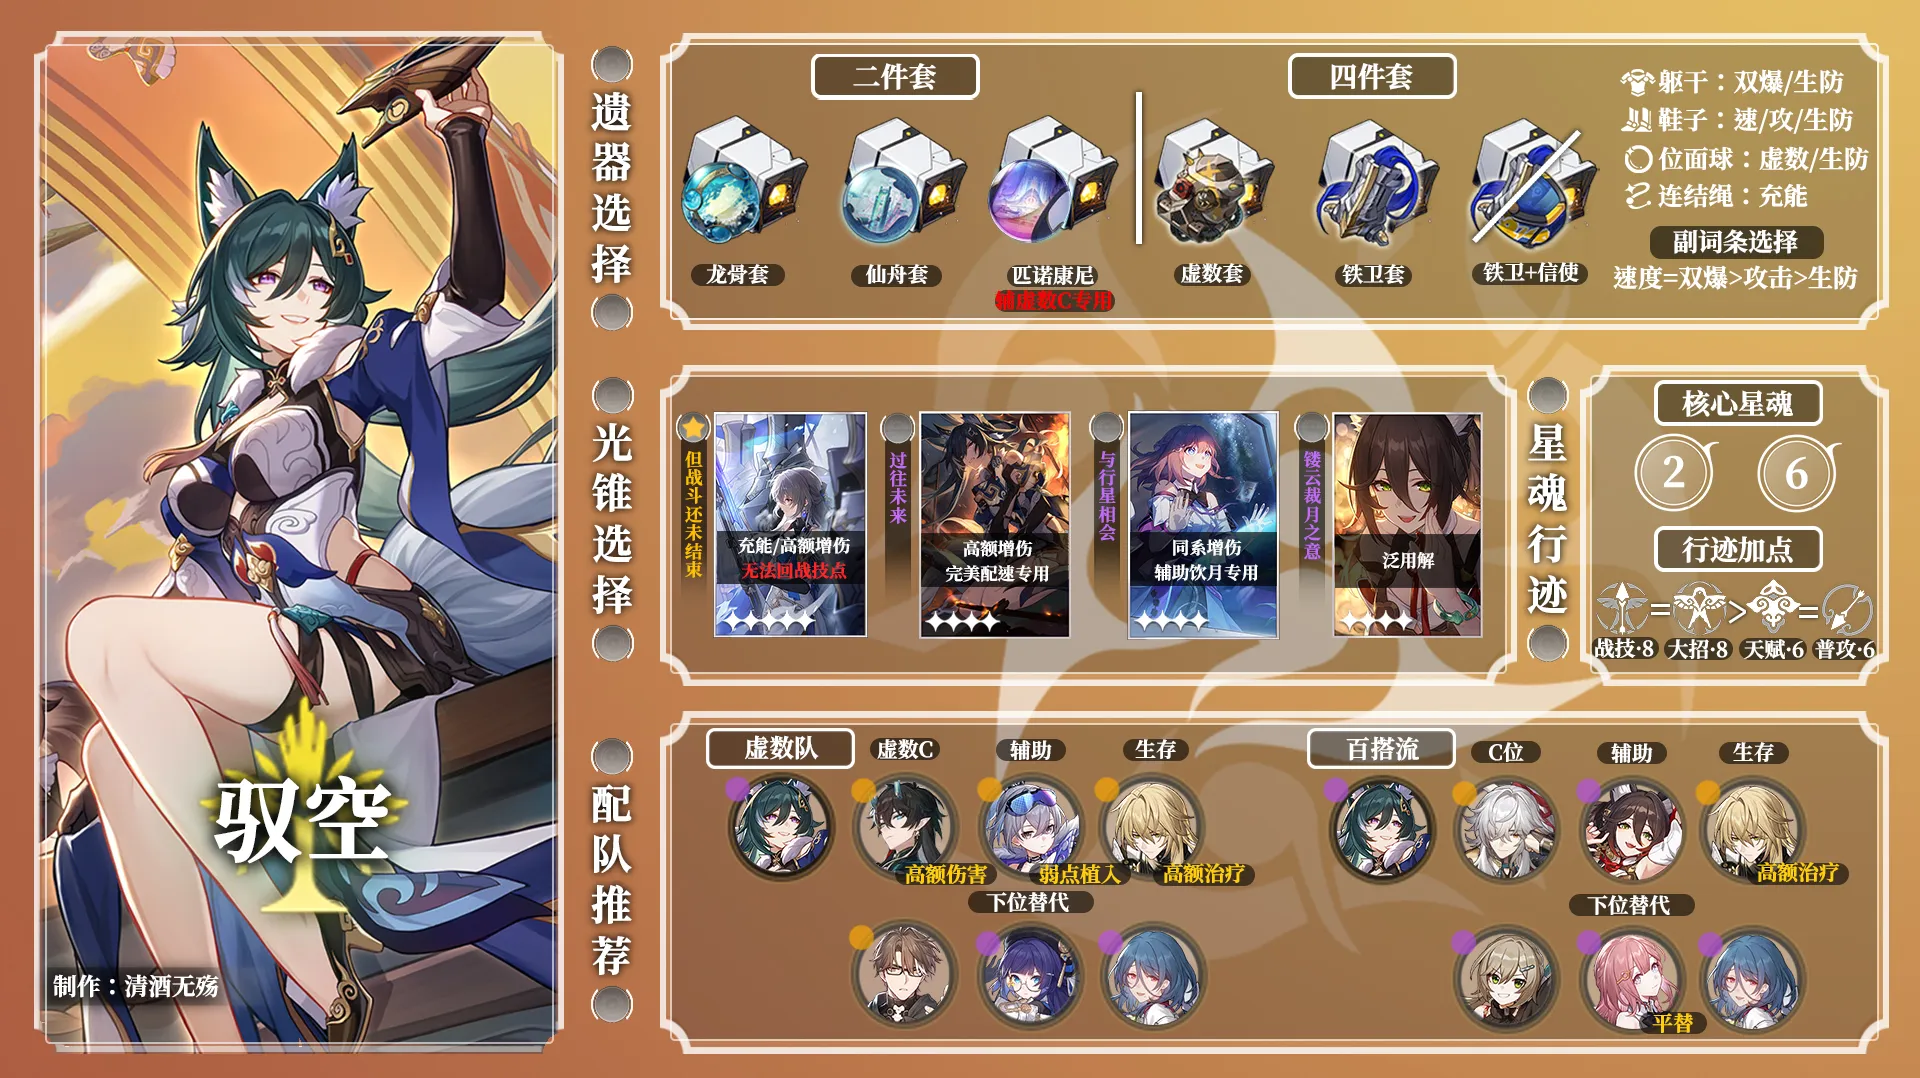 驭空
制作：清酒无殇
遗器选择
二件套
龙骨套
仙舟套
匹诺康尼
辅虚数C专用
四件套
虚数套
铁卫套
铁卫+信使
躯干：双爆/生防
鞋子：速/攻/生防
位面球：虚数/生防
连结绳：充能
副词条选择
速度=双爆>攻击>生防
光锥选择
但战斗还未结束
充能/高额增伤
无法回战技点
过往未来
高额增伤
完美配速专用
与行星相会
同系增伤
辅助饮月专用
镂云裁月之意
泛用解
星魂行迹
核心星魂
2
6
行迹加点
=
>
=
战技·8
大招·8
天赋·6
普攻·6
配队推荐
虚数队
虚数C
辅助
生存
高额伤害
弱点植入
高额治疗
下位替代
百搭流
C位
辅助
生存
高额治疗
下位替代
平替